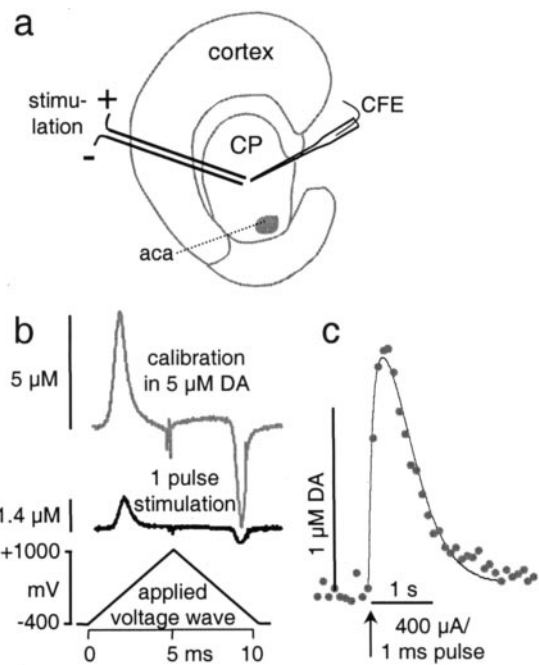 a
cortex
stimu-
lation
+
-
CFE
CP
aca
b
5 µM
calibration
in 5 µM DA
1 pulse
stimulation
1.4 µM
+1000
mV
-400
applied
voltage wave
0
5 ms
10
c
1 µM DA
1 s
400 µA/
1 ms pulse